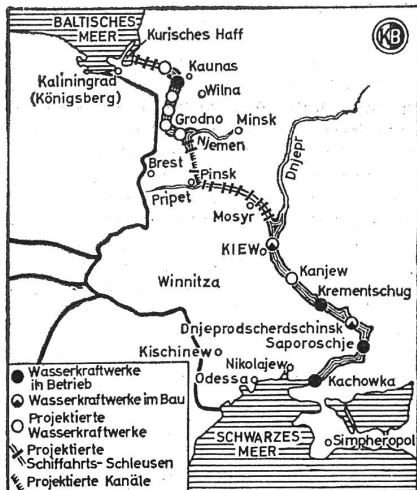 BALTISCHES
MEER
Kurisches Haff
KB
Kaliningrad
(Königsberg)
Kaunas
Wilna
Grodno
Minsk
Njemen
Brest
Pinsk
Pripet
Mosyr
Dnjepr
KIEW
Kanjew
Winnitza
Krementschug
Dnjeprodscherdschinsk
Saporoschje
Kischinew
Nikolajew
Odessa
Kachowka
SCHWARZES
MEER
Simpheropol
Wasserkraftwerke
ih Betrieb
Wasserkraftwerke im Bau
Projektierte
Wasserkraftwerke
Projektierte
Schiffahrts-Schleusen
Projektierte Kanäle